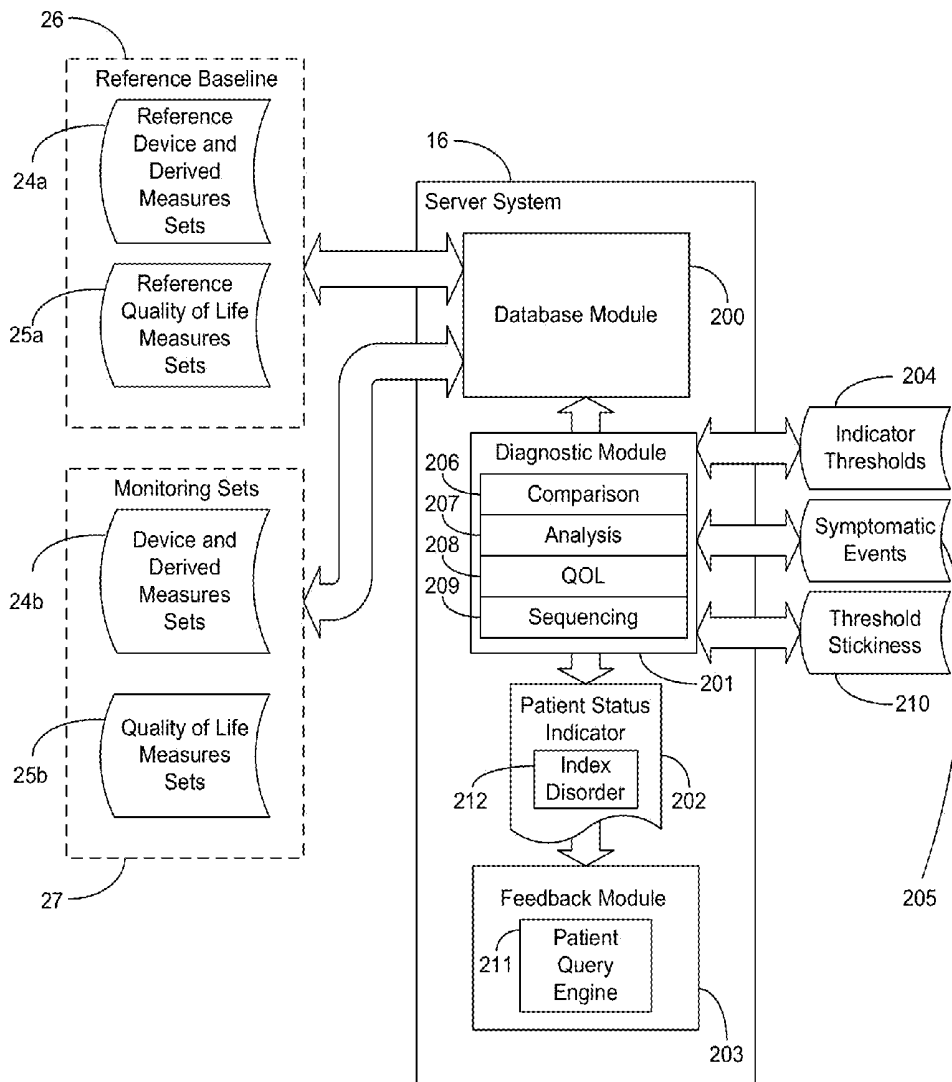 26
Reference Baseline
Reference
Device and
Derived
Measures
Sets
24a
Reference
Quality of Life
Measures
Sets
25a
Monitoring Sets
Device and
Derived
Measures
Sets
24b
Quality of Life
Measures
Sets
25b
27
16
Server System
Database Module
200
Diagnostic Module
206
Comparison
207
Analysis
208
QOL
209
Sequencing
201
204
Indicator
Thresholds
Symptomatic
Events
Threshold
Stickiness
210
205
Patient Status
Indicator
Index
Disorder
212
202
Feedback Module
Patient
Query
Engine
211
203